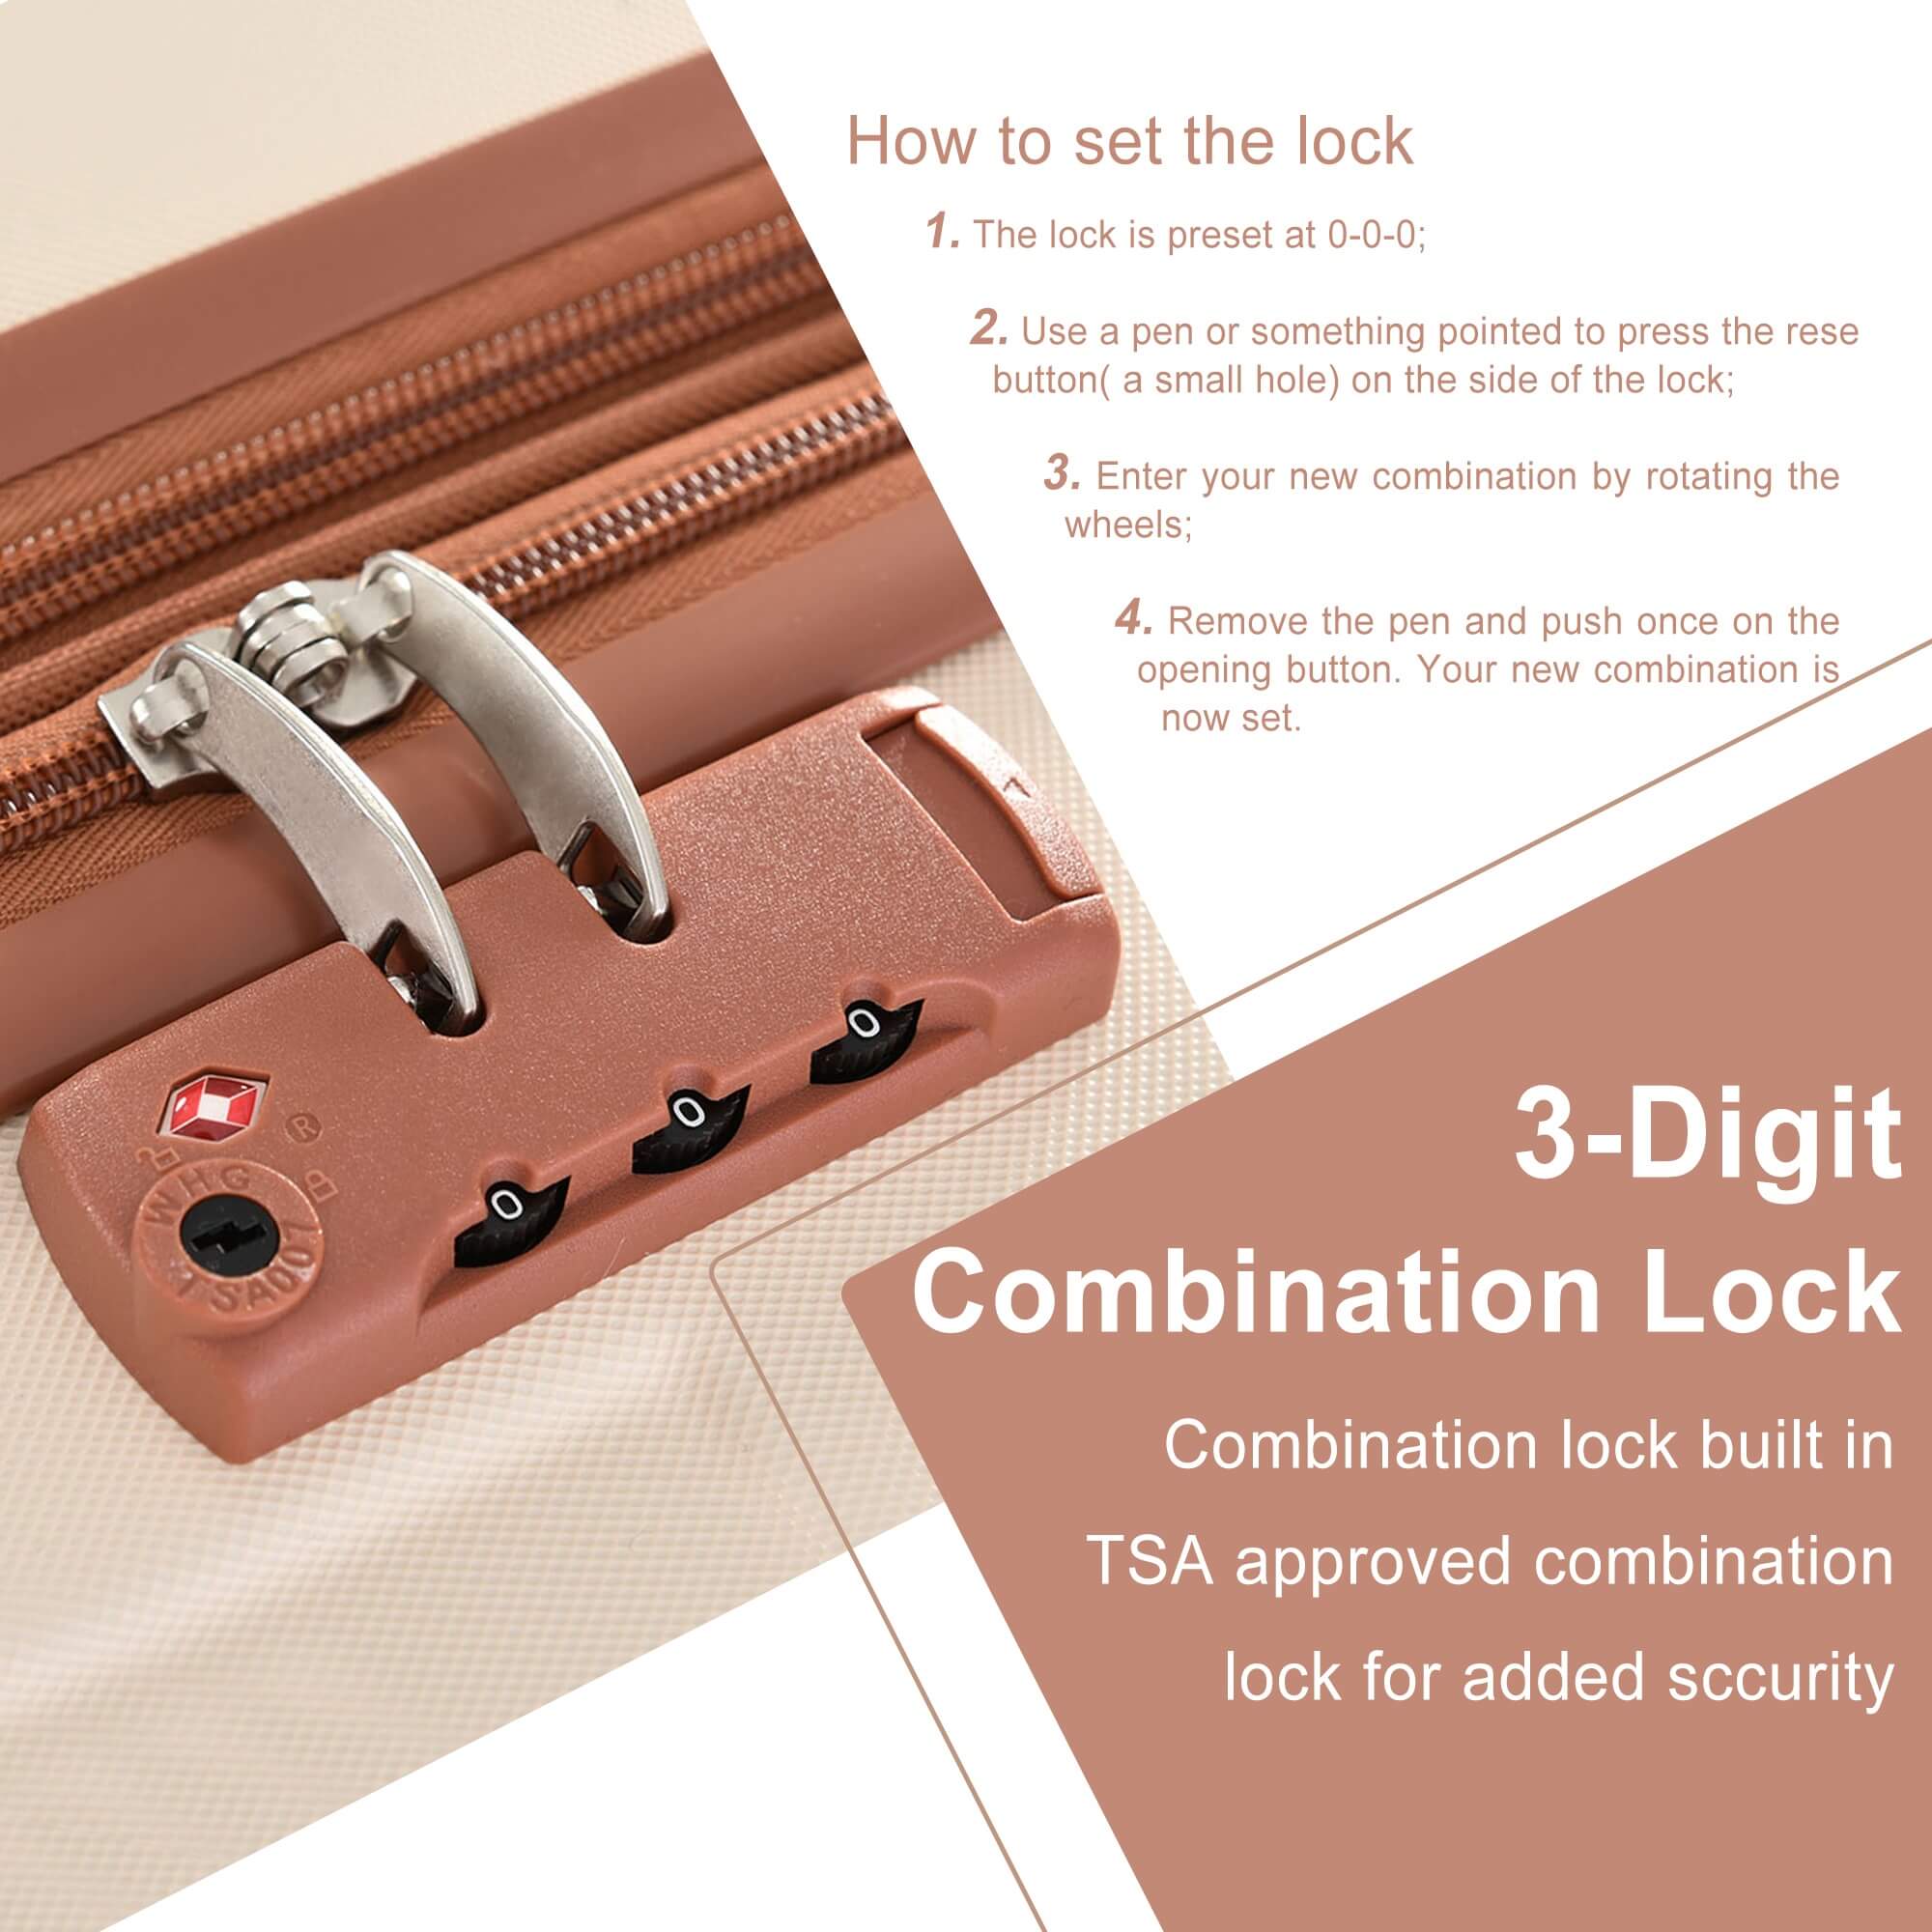 How to set the lock
1. The lock is preset at 0-0-0;
2. Use a pen or something pointed to press the rese
button( a small hole) on the side of the lock;
3. Enter your new combination by rotating the
wheels;
4. Remove the pen and push once on the
opening button. Your new combination is
now set.
0 0 0
®
WHG
TSA007
3-Digit
Combination Lock
Combination lock built in
TSA approved combination
lock for added sccurity